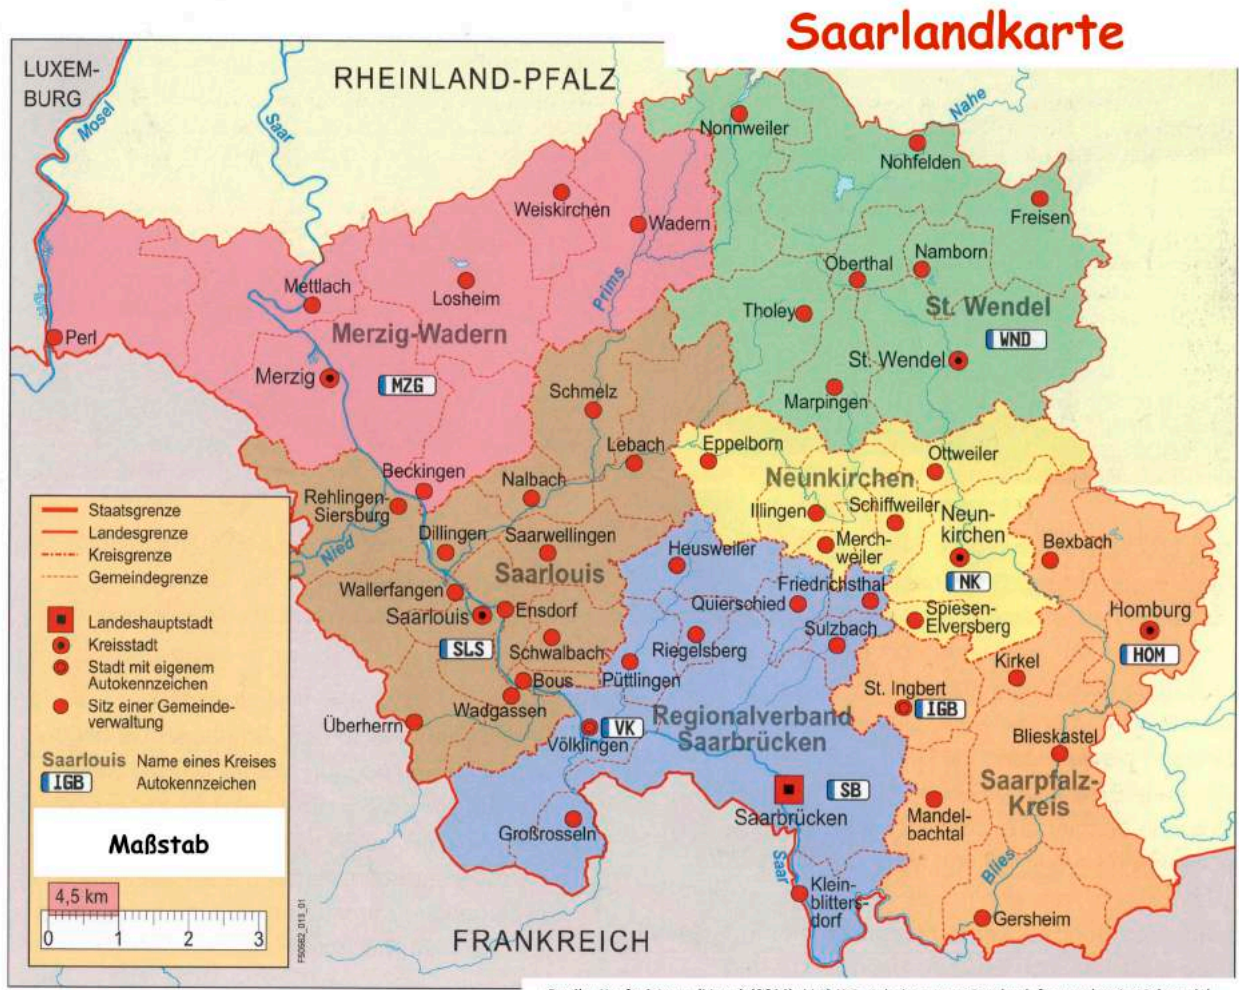 Saarlandkarte
LUXEM-
BURG
Mosel
Saar
RHEINLAND-PFALZ
Nahe
Nonnweiler
Nohfelden
Weiskirchen
Wadern
Freisen
Namborn
Oberthal
Prims
Mettlach
Losheim
Tholey
St. Wendel
WND
Perl
Merzig-Wadern
Merzig
MZG
St. Wendel
Schmelz
Marpingen
Lebach
Eppelborn
Ottweiler
Beckingen
Nalbach
Neunkirchen
Rehlingen-
Siersburg
Illingen
Schiffweiler
Neun-
kirchen
Nied
Dillingen
Saarwellingen
Merch-
weiler
Heusweiler
Bexbach
Saarlouis
NK
Wallerfangen
Friedrichsthal
Saarlouis
Ensdorf
Quierschied
Spiesen-
Elversberg
Homburg
SLS
Schwalbach
Riegelsberg
Sulzbach
HOM
Kirkel
Bous
Püttlingen
St. Ingbert
IGB
Wadgassen
Überherrn
VK
Völklingen
Regionalverband
Saarbrücken
Blieskastel
SB
Saarpfalz-
Kreis
Saarbrücken
Mandel-
bachtal
Großrosseln
Saar
Klein-
blitters-
dorf
Blies
Gersheim
FRANKREICH
Staatsgrenze
Landesgrenze
Kreisgrenze
Gemeindegrenze
Landeshauptstadt
Kreisstadt
Stadt mit eigenem
Autokennzeichen
Sitz einer Gemeinde-
verwaltung
Saarlouis Name eines Kreises
IGB Autokennzeichen
Maßstab
4,5 km
0 1 2 3